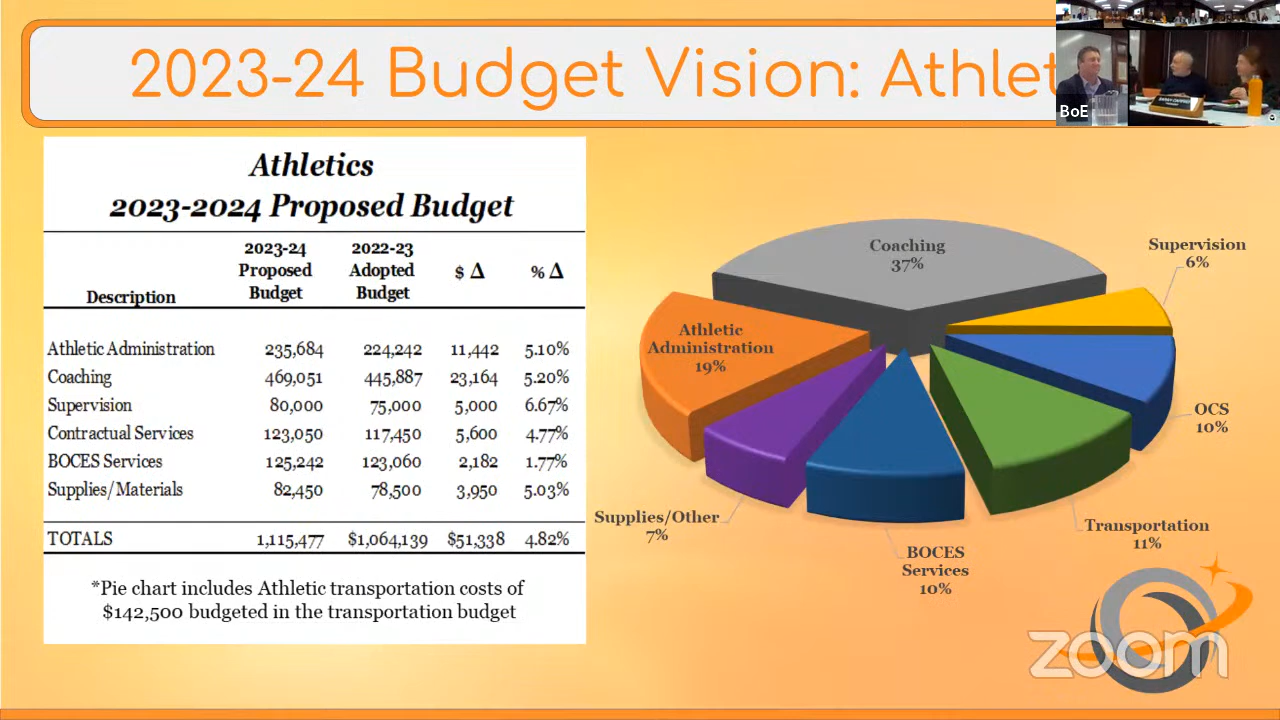 2023-24 Budget Vision: Athlet
BoE
Athletics
2023-2024 Proposed Budget
Description 2023-24 Proposed Budget 2022-23 Adopted Budget $ Δ % Δ
Athletic Administration 235,684 224,242 11,442 5.10%
Coaching 469,051 445,887 23,164 5.20%
Supervision 80,000 75,000 5,000 6.67%
Contractual Services 123,050 117,450 5,600 4.77%
BOCES Services 125,242 123,060 2,182 1.77%
Supplies/Materials 82,450 78,500 3,950 5.03%
TOTALS 1,115,477 $1,064,139 $51,338 4.82%
*Pie chart includes Athletic transportation costs of
$142,500 budgeted in the transportation budget
Coaching
37%
Supervision
6%
Athletic
Administration
19%
OCS
10%
Supplies/Other
7%
Transportation
11%
BOCES
Services
10%
zoom